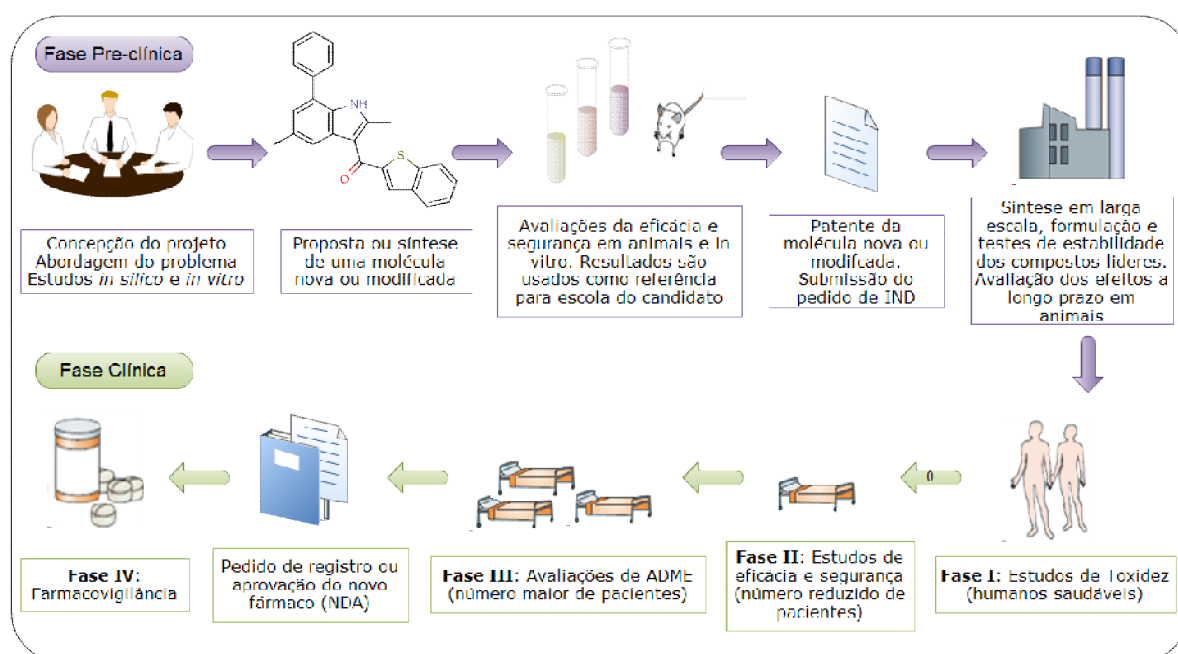 Fase Pre-clínica
NH
S
O
Concepção do projeto
Abordagem do problema
Estudos in silico e in vitro
Proposta ou síntese
de uma molécula
nova ou modificada
Avaliações da eficácia e
segurança em animais e in
vitro. Resultados são
usados como referência
para escola do candidato
Patente da
molécula nova ou
modificada.
Submissão do
pedido de IND
Síntese em larga
escala, formulação e
testes de estabilidade
dos compostos líderes.
Avaliação dos efeitos a
longo prazo em
animais
Fase Clínica
0
Fase IV:
Farmacovigilância
Pedido de registro ou
aprovação do novo
fármaco (NDA)
Fase III: Avaliações de ADME
(número maior de pacientes)
Fase II: Estudos de
eficácia e segurança
(número reduzido de
pacientes)
Fase I: Estudos de Toxidez
(humanos saudáveis)